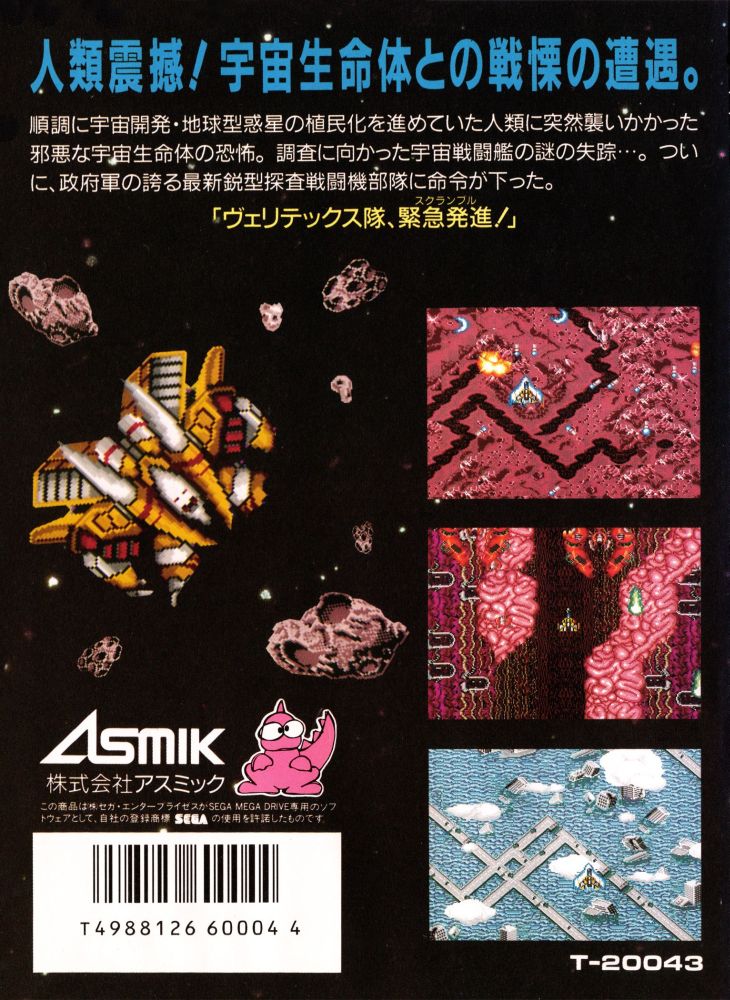 人類震撼!宇宙生命体との戦慄の遭遇。
順調に宇宙開発・地球型惑星の植民化を進めていた人類に突然襲いかかった
邪悪な宇宙生命体の恐怖。調査に向かった宇宙戦闘艦の謎の失踪…。つい
に、政府軍の誇る最新鋭型探査戦闘機部隊に命令が下った。
スクランブル
「ヴェリテックス隊、緊急発進!」
ASMIK
株式会社アスミック
この商品は㈱セガ・エンタープライゼスがSEGA MEGA DRIVE専用のソフ
トウェアとして、自社の登録商標 SEGA の使用を許諾したものです。
T4988126 60004 4
T-20043